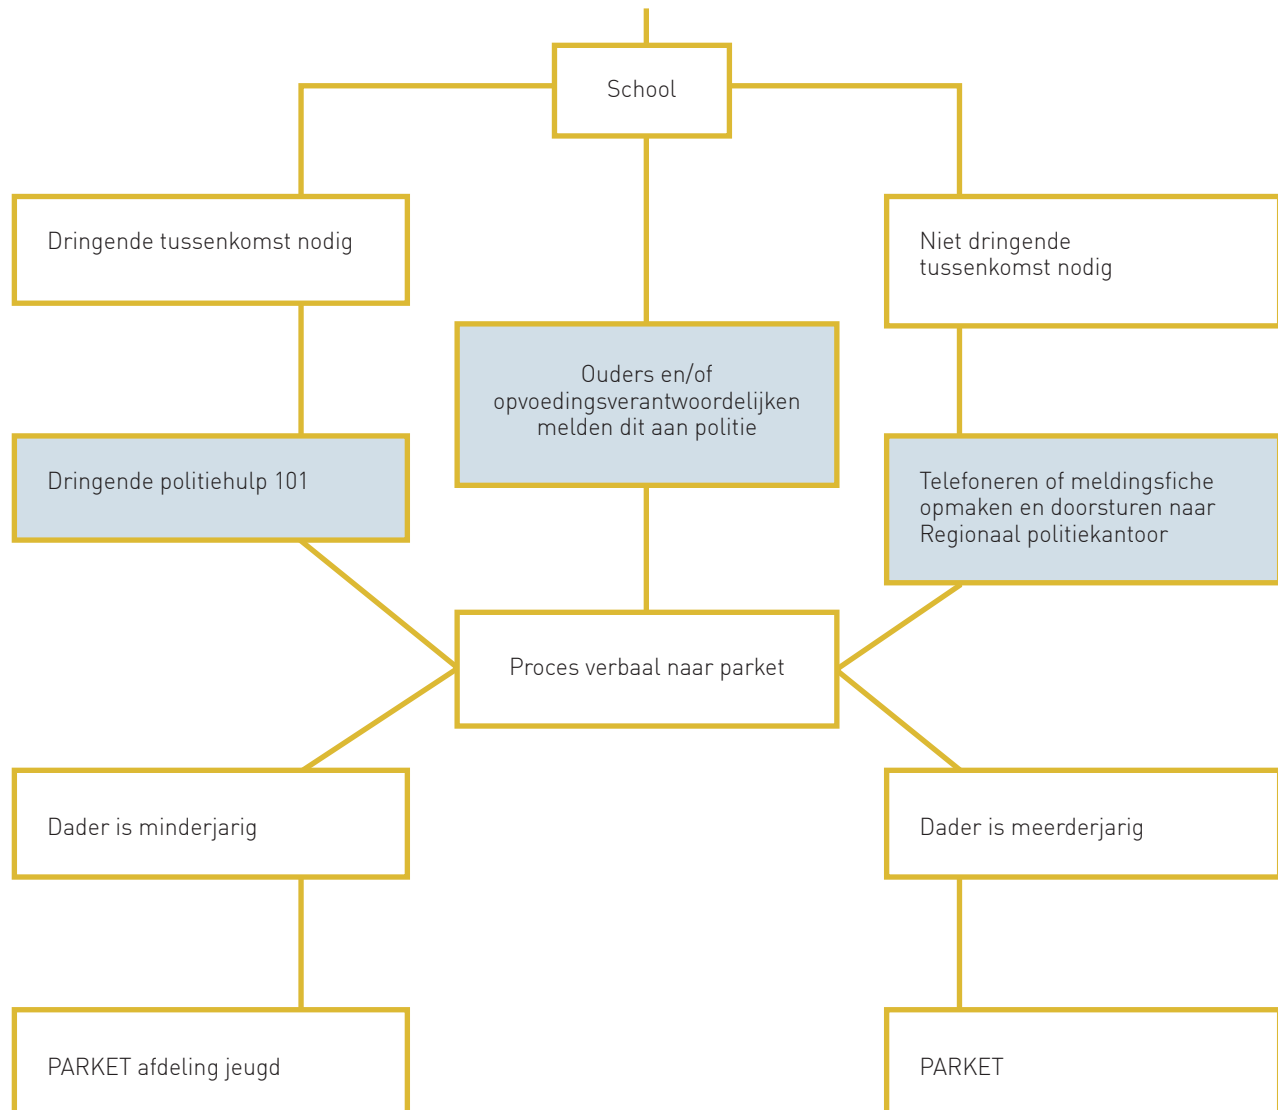 School
Dringende tussenkomst nodig
Niet dringende
tussenkomst nodig
Ouders en/of
opvoedingsverantwoordelijken
melden dit aan politie
Dringende politiehulp 101
Telefoneren of meldingsfiche
opmaken en doorsturen naar
Regionaal politiekantoor
Proces verbaal naar parket
Dader is minderjarig
Dader is meerderjarig
PARKET afdeling jeugd
PARKET